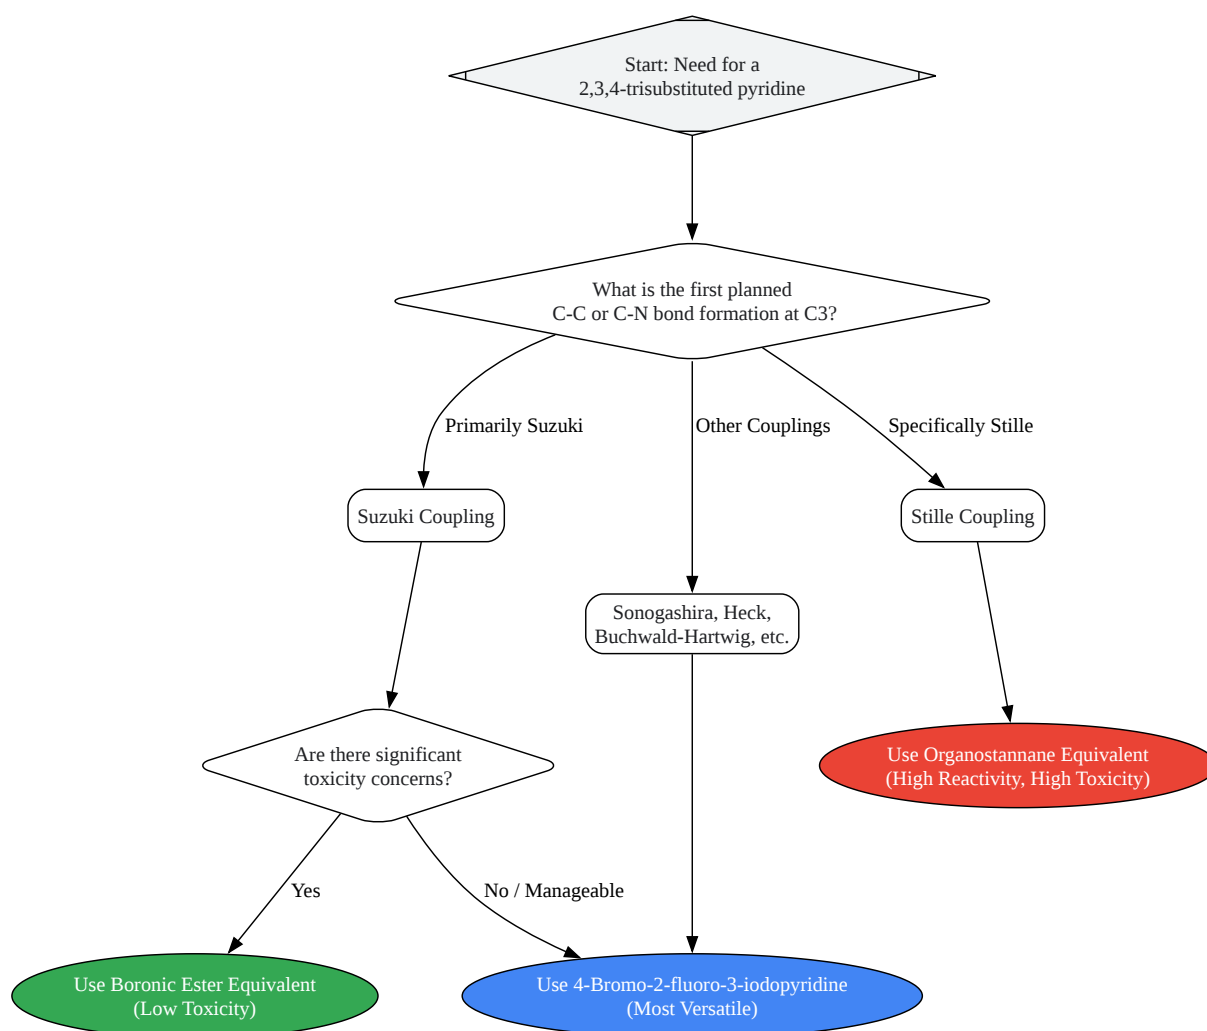 Start: Need for a
2,3,4-trisubstituted pyridine
What is the first planned
C-C or C-N bond formation at C3?
Primarily Suzuki
Other Couplings
Specifically Stille
Suzuki Coupling
Stille Coupling
Sonogashira, Heck,
Buchwald-Hartwig, etc.
Are there significant
toxicity concerns?
Use Organostannane Equivalent
(High Reactivity, High Toxicity)
Yes
No / Manageable
Use Boronic Ester Equivalent
(Low Toxicity)
Use 4-Bromo-2-fluoro-3-iodopyridine
(Most Versatile)